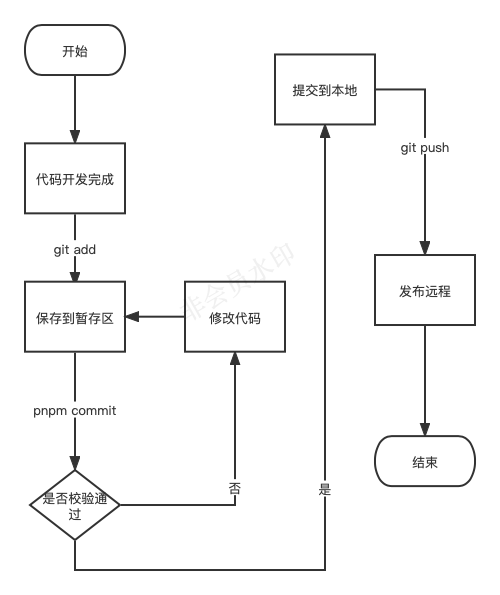 开始
代码开发完成
git add
保存到暂存区
修改代码
pnpm commit
是否校验通
过
否
是
提交到本地
git push
发布远程
结束
非会员水印